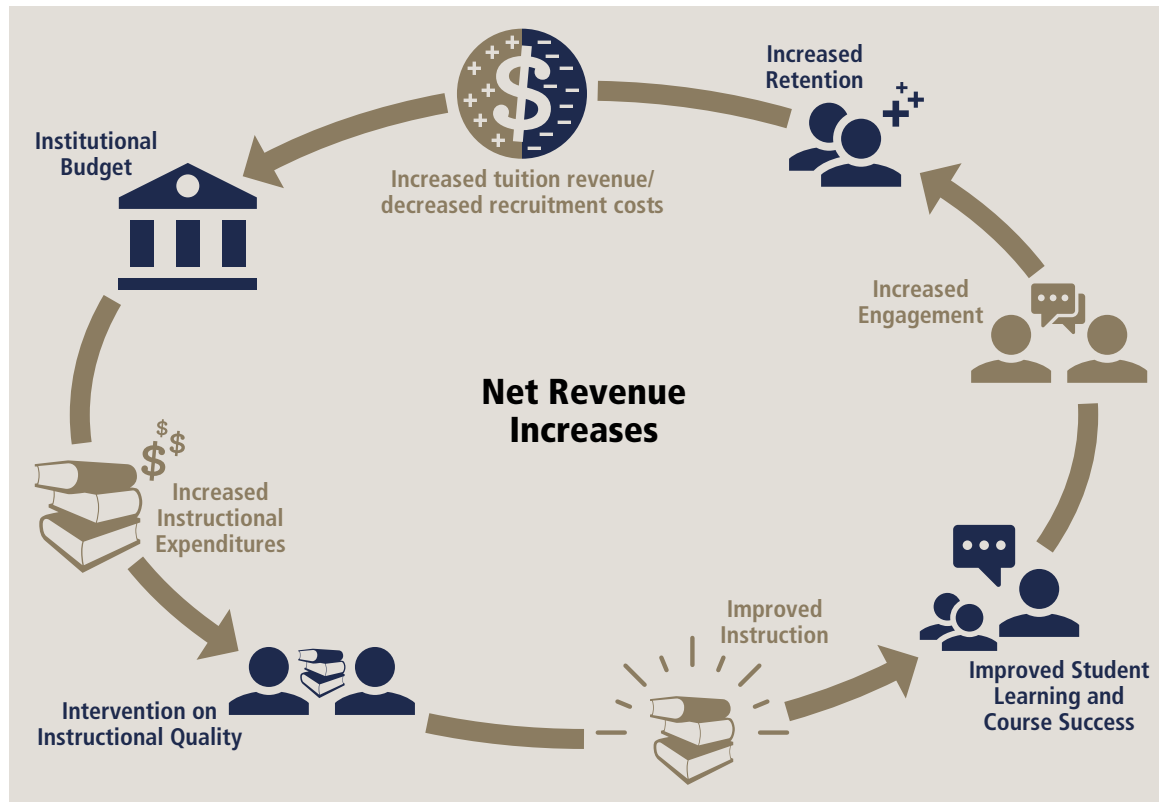 Increased
Retention
Institutional
Budget
Increased tuition revenue/
decreased recruitment costs
Increased
Engagement
Net Revenue
Increases
Increased
Instructional
Expenditures
Improved
Instruction
Improved Student
Learning and
Course Success
Intervention on
Instructional Quality